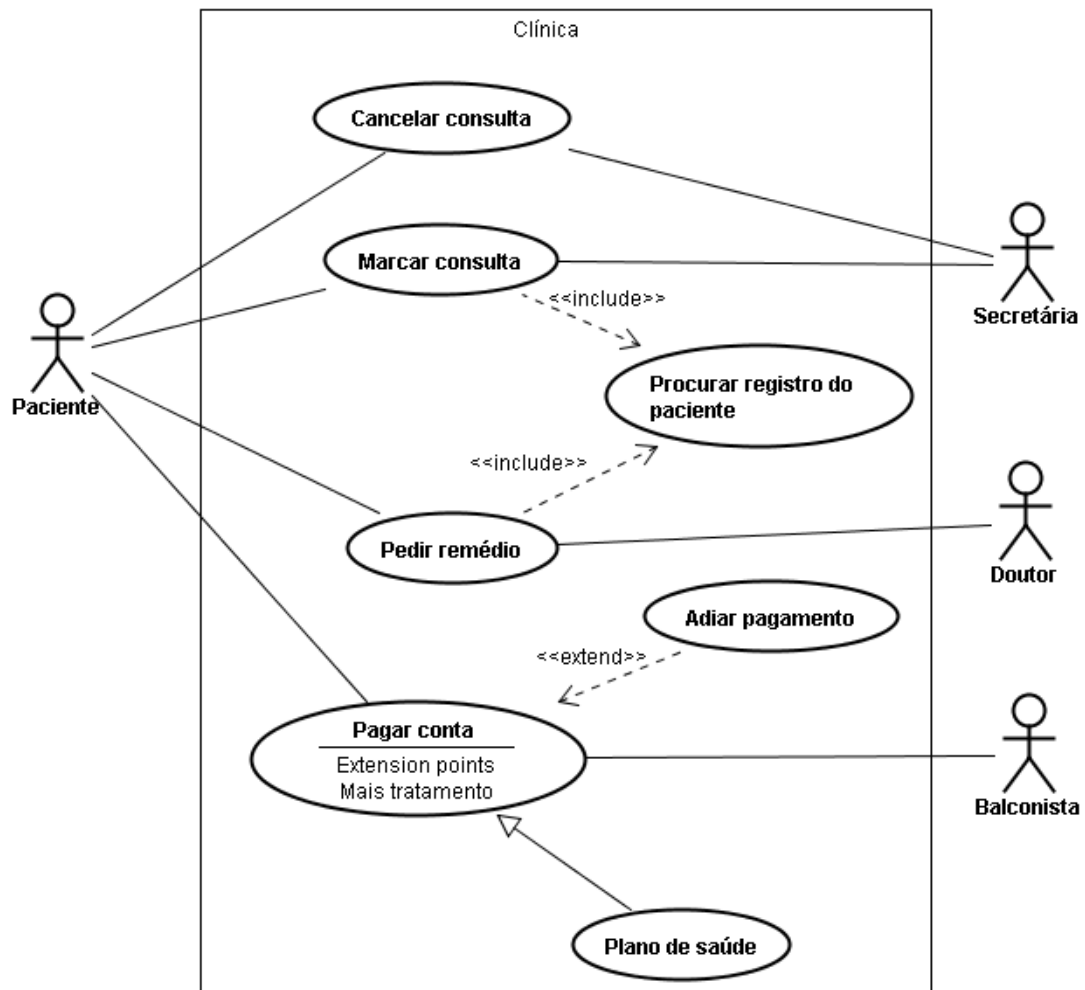 Clínica
Cancelar consulta
Marcar consulta
<<include>>
Secretária
Procurar registro do
paciente
Paciente
<<include>>
Pedir remédio
Doutor
Adiar pagamento
<<extend>>
Pagar conta
Extension points
Mais tratamento
Balconista
Plano de saúde